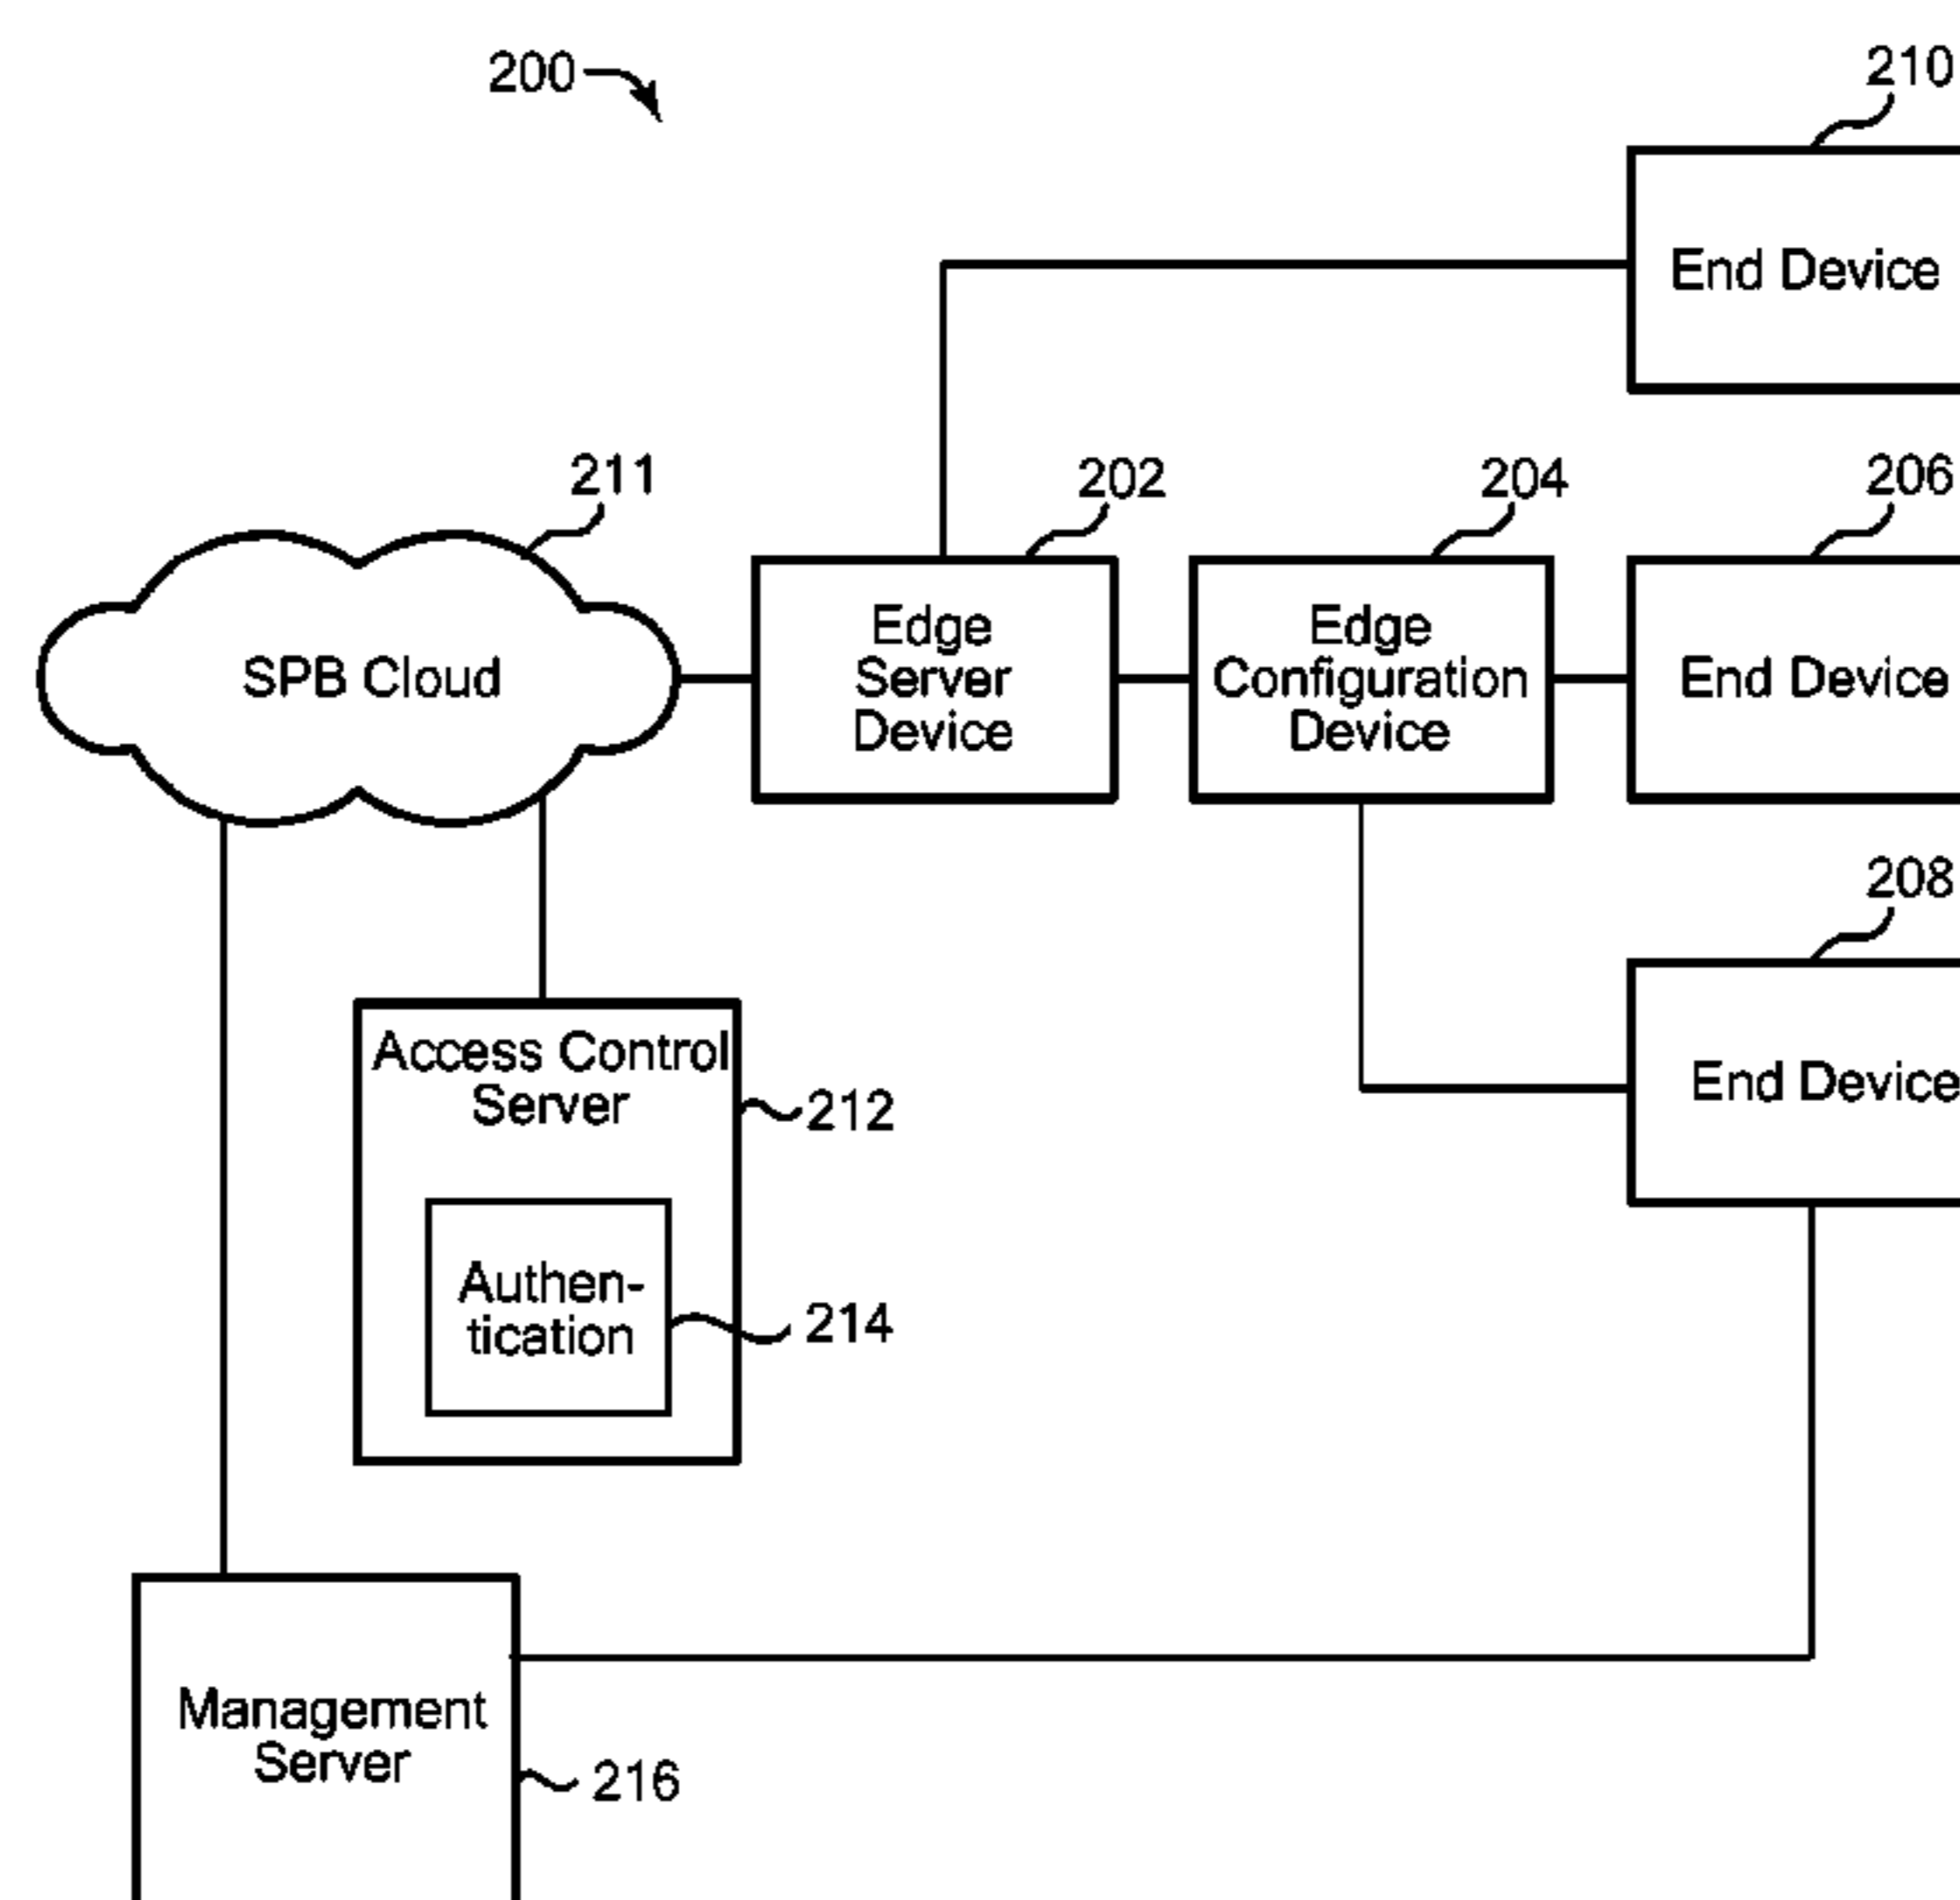 200
210
End Device
211
202
204
206
SPB Cloud
Edge
Server
Device
Edge
Configuration
Device
End Device
208
End Device
Access Control
Server
212
Authen-
tication
214
Management
Server
216